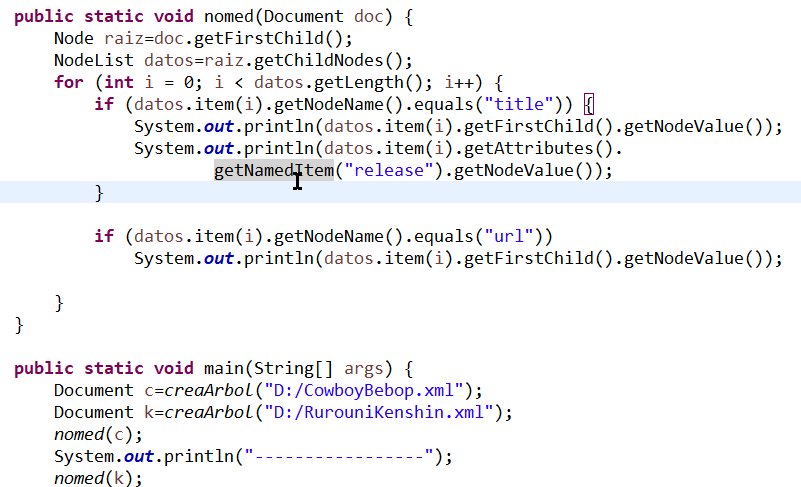 public static void nomed(Document doc) {
    Node raiz=doc.getFirstChild();
    NodeList datos=raiz.getChildNodes();
    for (int i = 0; i < datos.getLength(); i++) {
        if (datos.item(i).getNodeName().equals("title")) {
            System.out.println(datos.item(i).getFirstChild().getNodeValue());
            System.out.println(datos.item(i).getAttributes().
                    getNamedItem("release").getNodeValue());
        }
        if (datos.item(i).getNodeName().equals("url"))
            System.out.println(datos.item(i).getFirstChild().getNodeValue());
    }
}
public static void main(String[] args) {
    Document c=creaArbol("D:/CowboyBebop.xml");
    Document k=creaArbol("D:/RurouniKenshin.xml");
    nomed(c);
    System.out.println("-----------------");
    nomed(k);